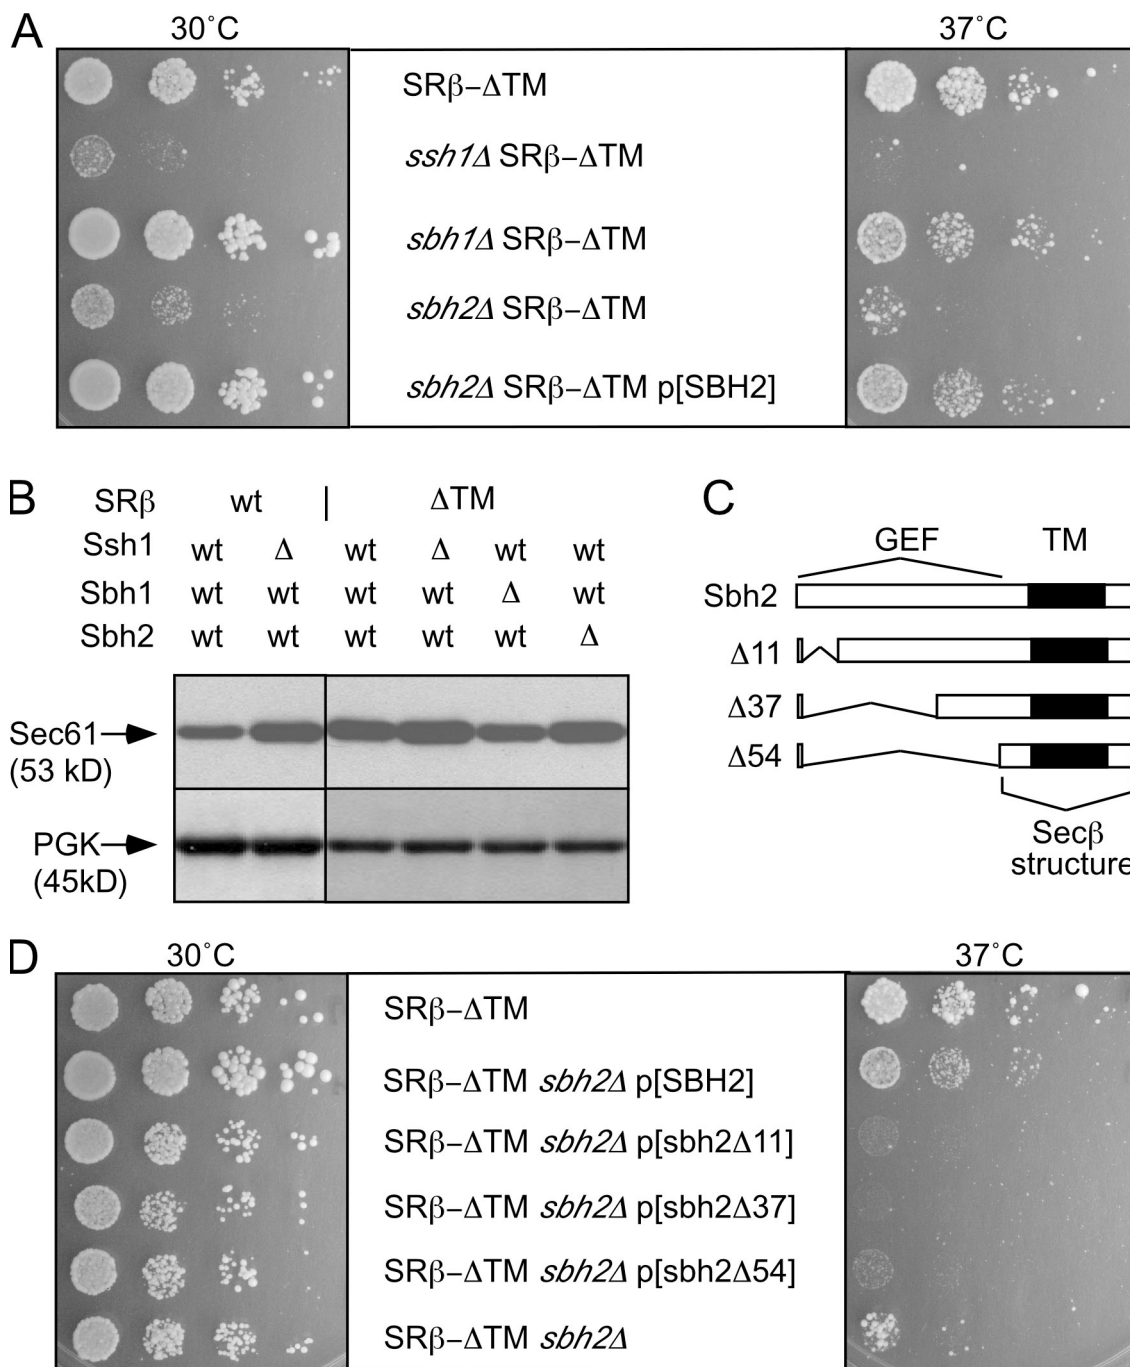 A
30˚C
37˚C
SRβ–ΔTM
ssh1Δ SRβ–ΔTM
sbh1Δ SRβ–ΔTM
sbh2Δ SRβ–ΔTM
sbh2Δ SRβ–ΔTM p[SBH2]
B
SRβ wt | ΔTM
Ssh1 wt Δ wt Δ wt wt
Sbh1 wt wt wt wt Δ wt
Sbh2 wt wt wt wt wt Δ
Sec61
(53 kD)
PGK
(45kD)
C
GEF TM
Sbh2
Δ11
Δ37
Δ54
Secβ
structure
D
30˚C
37˚C
SRβ–ΔTM
SRβ–ΔTM sbh2Δ p[SBH2]
SRβ–ΔTM sbh2Δ p[sbh2Δ11]
SRβ–ΔTM sbh2Δ p[sbh2Δ37]
SRβ–ΔTM sbh2Δ p[sbh2Δ54]
SRβ–ΔTM sbh2Δ